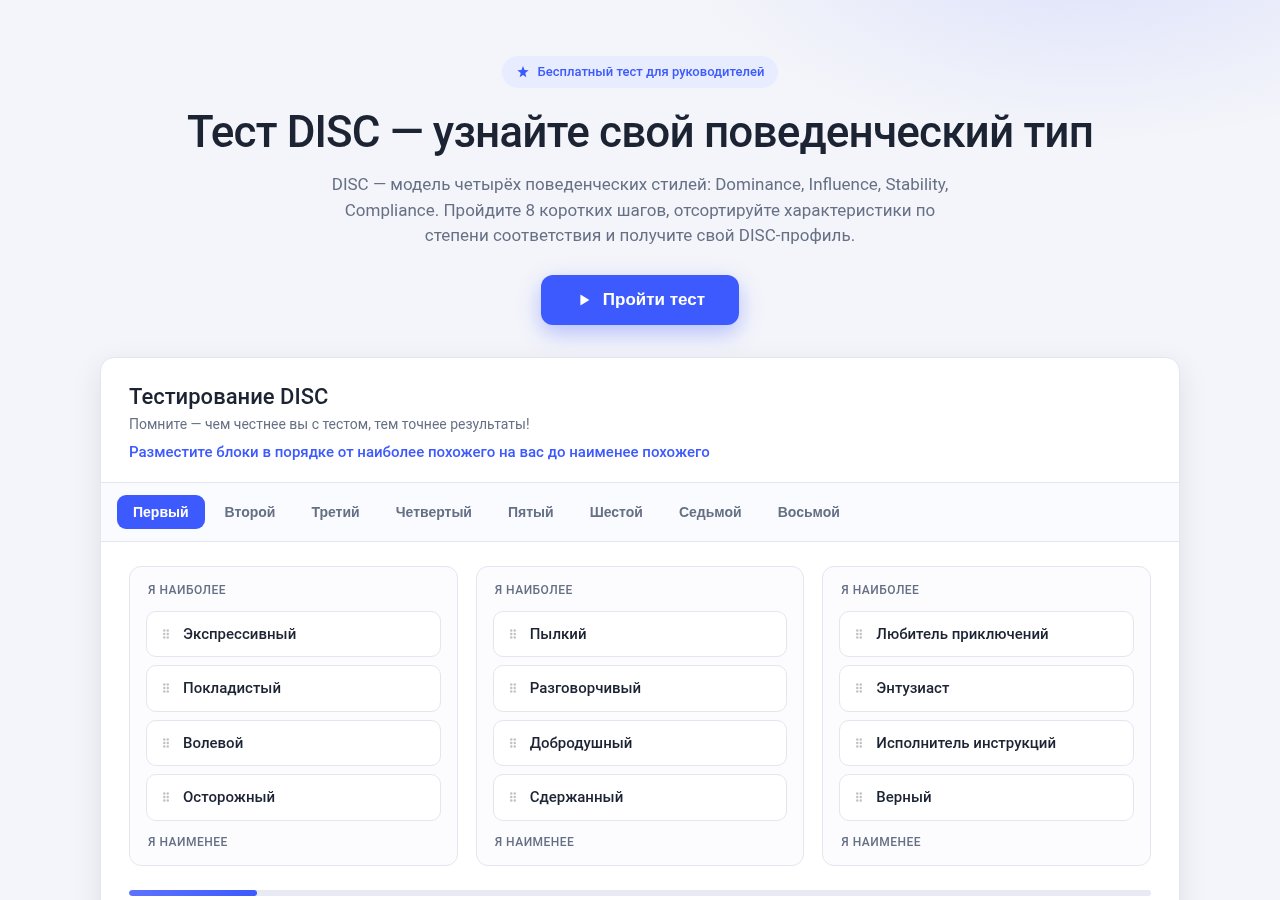 Бесплатный тест для руководителей
Тест DISC — узнайте свой поведенческий тип
DISC — модель четырёх поведенческих стилей: Dominance, Influence, Stability,
Compliance. Пройдите 8 коротких шагов, отсортируйте характеристики по
степени соответствия и получите свой DISC-профиль.
Пройти тест
Тестирование DISC
Помните — чем честнее вы с тестом, тем точнее результаты!
Разместите блоки в порядке от наиболее похожего на вас до наименее похожего
Первый Второй Третий Четвертый Пятый Шестой Седьмой Восьмой
Я НАИБОЛЕЕ
Экспрессивный
Покладистый
Волевой
Осторожный
Я НАИМЕНЕЕ
Я НАИБОЛЕЕ
Пылкий
Разговорчивый
Добродушный
Сдержанный
Я НАИМЕНЕЕ
Я НАИБОЛЕЕ
Любитель приключений
Энтузиаст
Исполнитель инструкций
Верный
Я НАИМЕНЕЕ